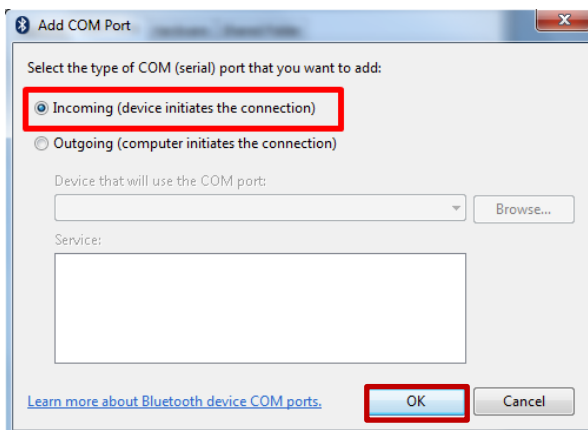 Add COM Port
Select the type of COM (serial) port that you want to add:
Incoming (device initiates the connection)
Outgoing (computer initiates the connection)
Device that will use the COM port:
Browse...
Service:
Learn more about Bluetooth device COM ports.
OK
Cancel